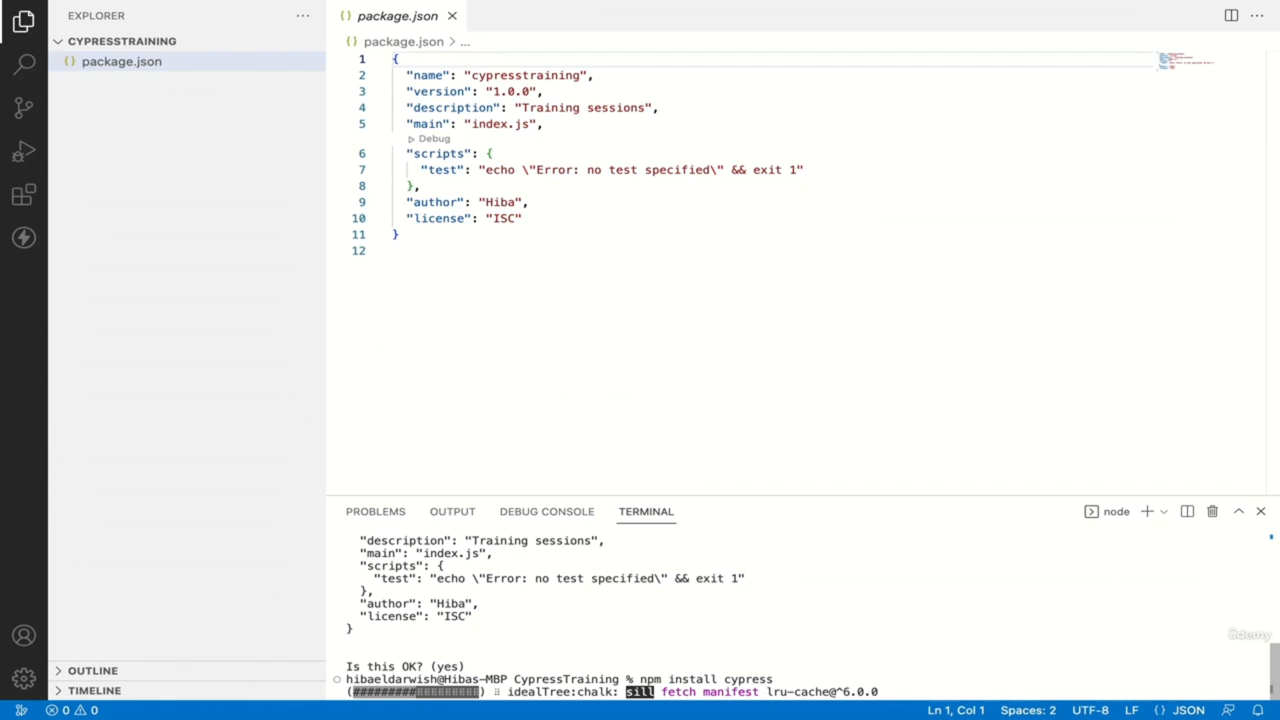 EXPLORER
CYPRESSTRAINING
{} package.json
OUTLINE
TIMELINE
{} package.json
{} package.json > ...
1 {
2 "name": "cypresstraining",
3 "version": "1.0.0",
4 "description": "Training sessions",
5 "main": "index.js",
Debug
6 "scripts": {
7 "test": "echo \"Error: no test specified\" && exit 1"
8 },
9 "author": "Hiba",
10 "license": "ISC"
11 }
12
PROBLEMS OUTPUT DEBUG CONSOLE TERMINAL
node
"description": "Training sessions",
"main": "index.js",
"scripts": {
"test": "echo \"Error: no test specified\" && exit 1"
},
"author": "Hiba",
"license": "ISC"
}
Is this OK? (yes)
hibaeldarwish@Hibas-MBP CypressTraining % npm install cypress
idealTree:chalk: sill fetch manifest lru-cache@^6.0.0
ûdemy
0 0
Ln 1, Col 1 Spaces: 2 UTF-8 LF {} JSON